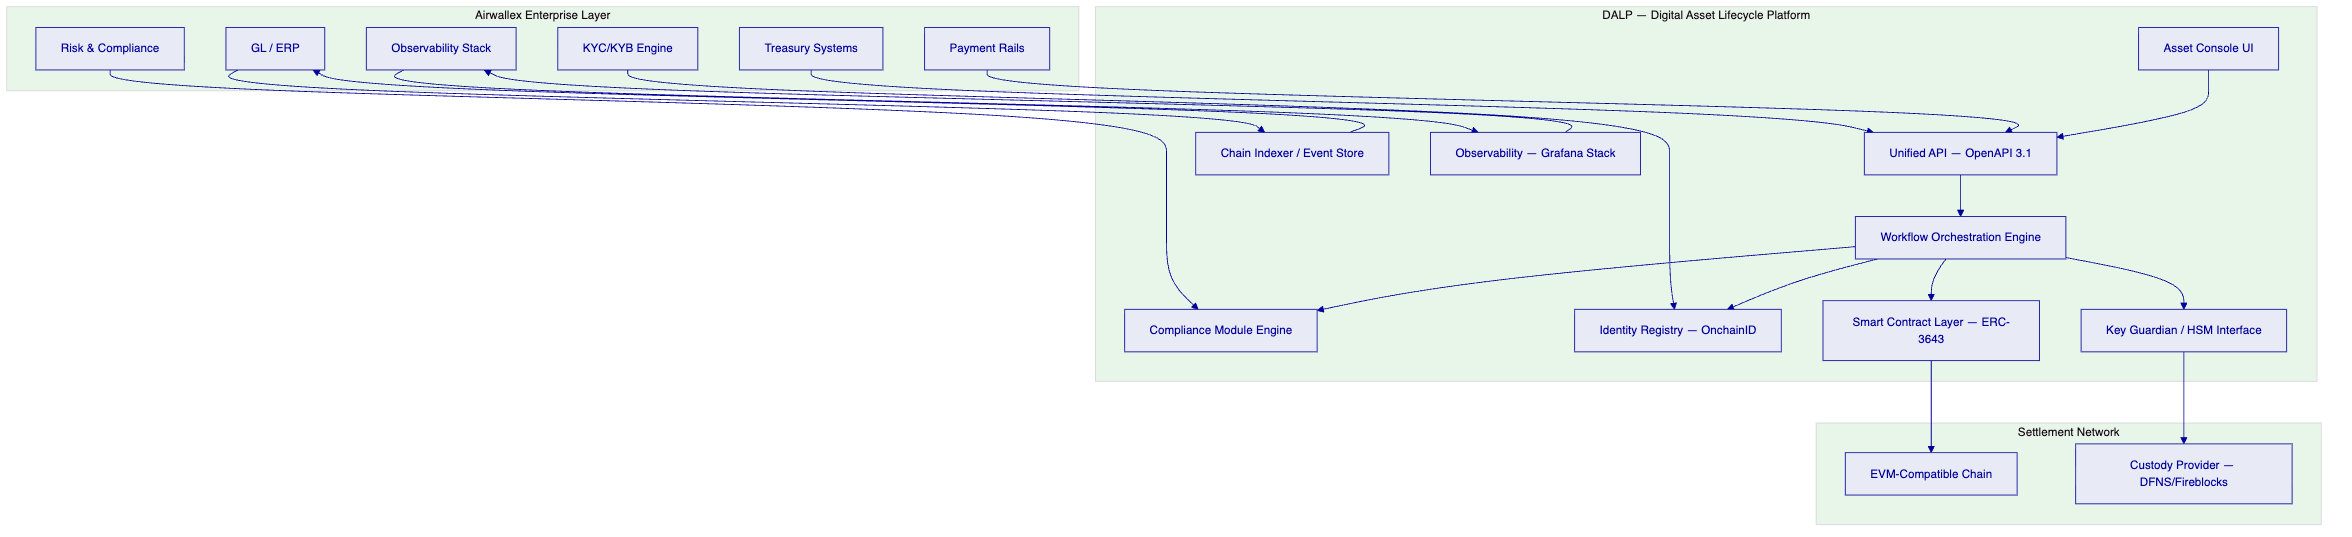 Airwallex Enterprise Layer
DALP — Digital Asset Lifecycle Platform
Risk & Compliance
GL / ERP
Observability Stack
KYC/KYB Engine
Treasury Systems
Payment Rails
Asset Console UI
Chain Indexer / Event Store
Observability — Grafana Stack
Unified API — OpenAPI 3.1
Workflow Orchestration Engine
Compliance Module Engine
Identity Registry — OnchainID
Smart Contract Layer — ERC-
3643
Key Guardian / HSM Interface
Settlement Network
EVM-Compatible Chain
Custody Provider —
DFNS/Fireblocks